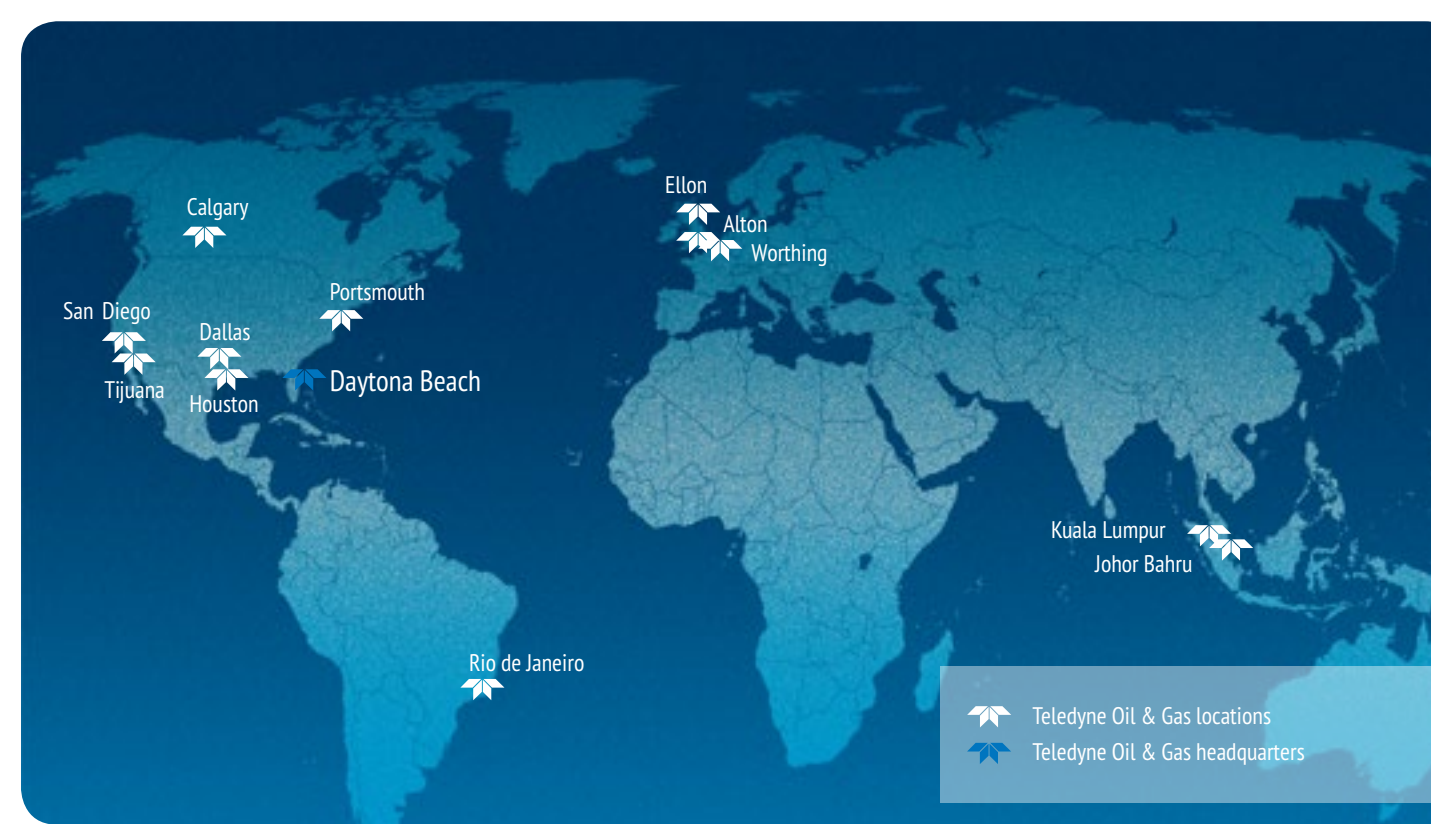 Ellon
Calgary
Alton
Worthing
Portsmouth
San Diego
Dallas
Daytona Beach
Tijuana
Houston
Kuala Lumpur
Johor Bahru
Rio de Janeiro
Teledyne Oil & Gas locations
Teledyne Oil & Gas headquarters